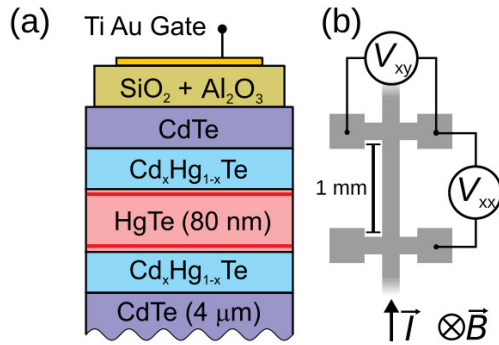 (a)
Ti Au Gate
SiO₂ + Al₂O₃
CdTe
CdₓHg₁₋ₓTe
HgTe (80 nm)
CdₓHg₁₋ₓTe
CdTe (4 μm)
(b)
Vxy
1 mm
Vxx
I⃗ ⊗B⃗